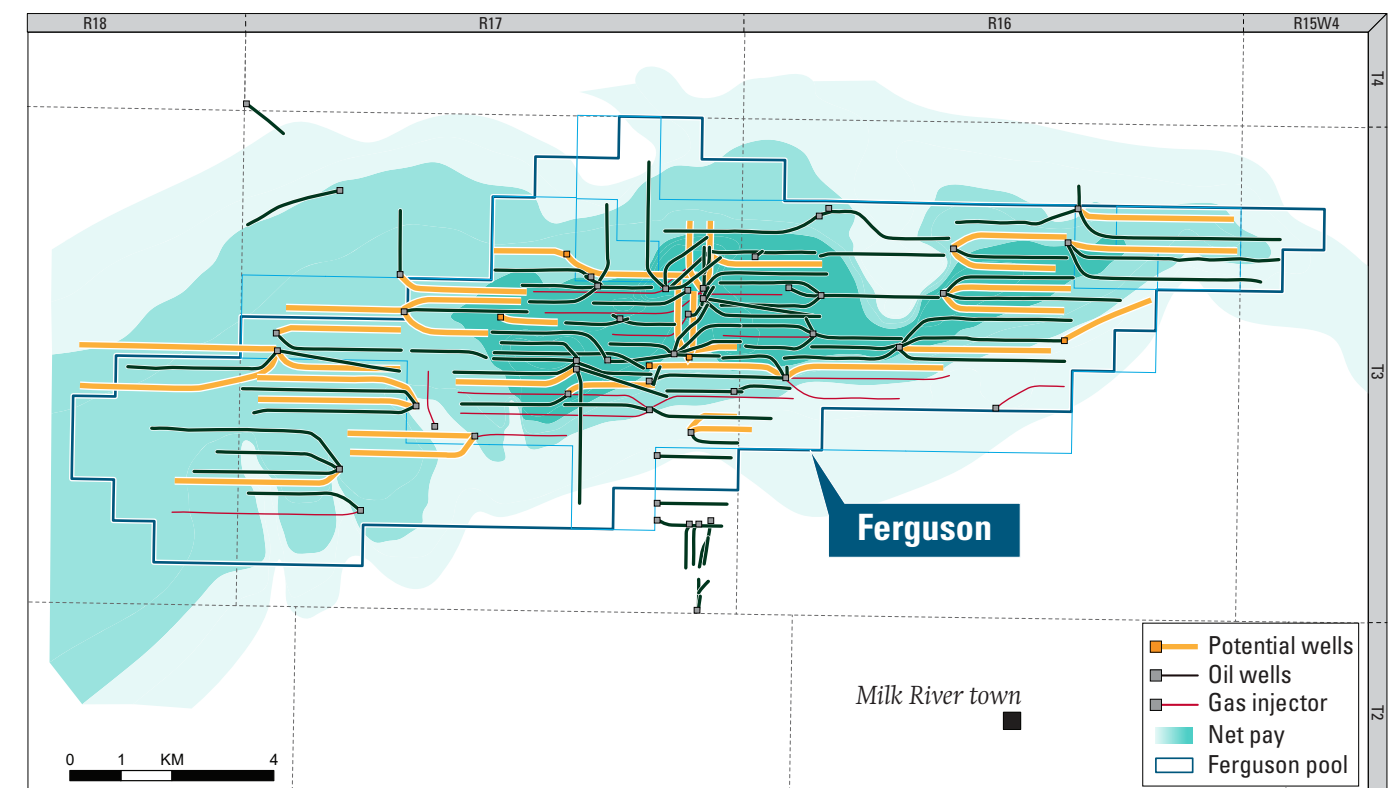 R18 R17 R16 R15W4
T4
T3
Ferguson
T2
Milk River town
Potential wells
Oil wells
Gas injector
Net pay
Ferguson pool
0 1 KM 4